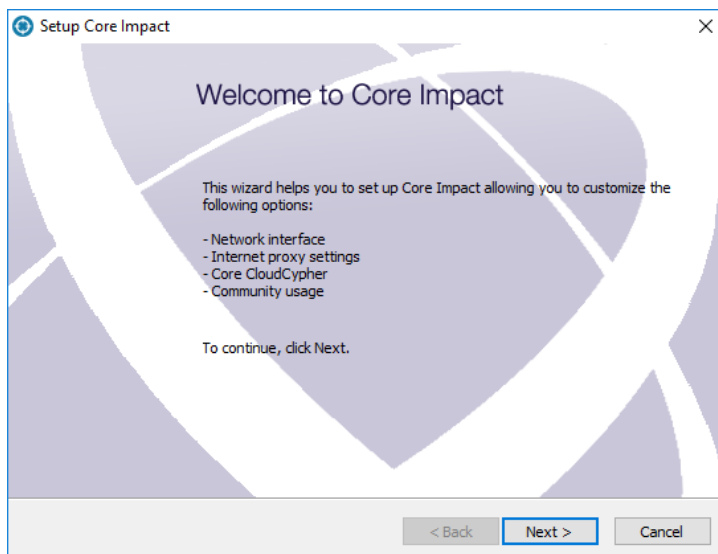 Setup Core Impact
Welcome to Core Impact
This wizard helps you to set up Core Impact allowing you to customize the
following options:
- Network interface
- Internet proxy settings
- Core CloudCypher
- Community usage
To continue, click Next.
< Back Next > Cancel